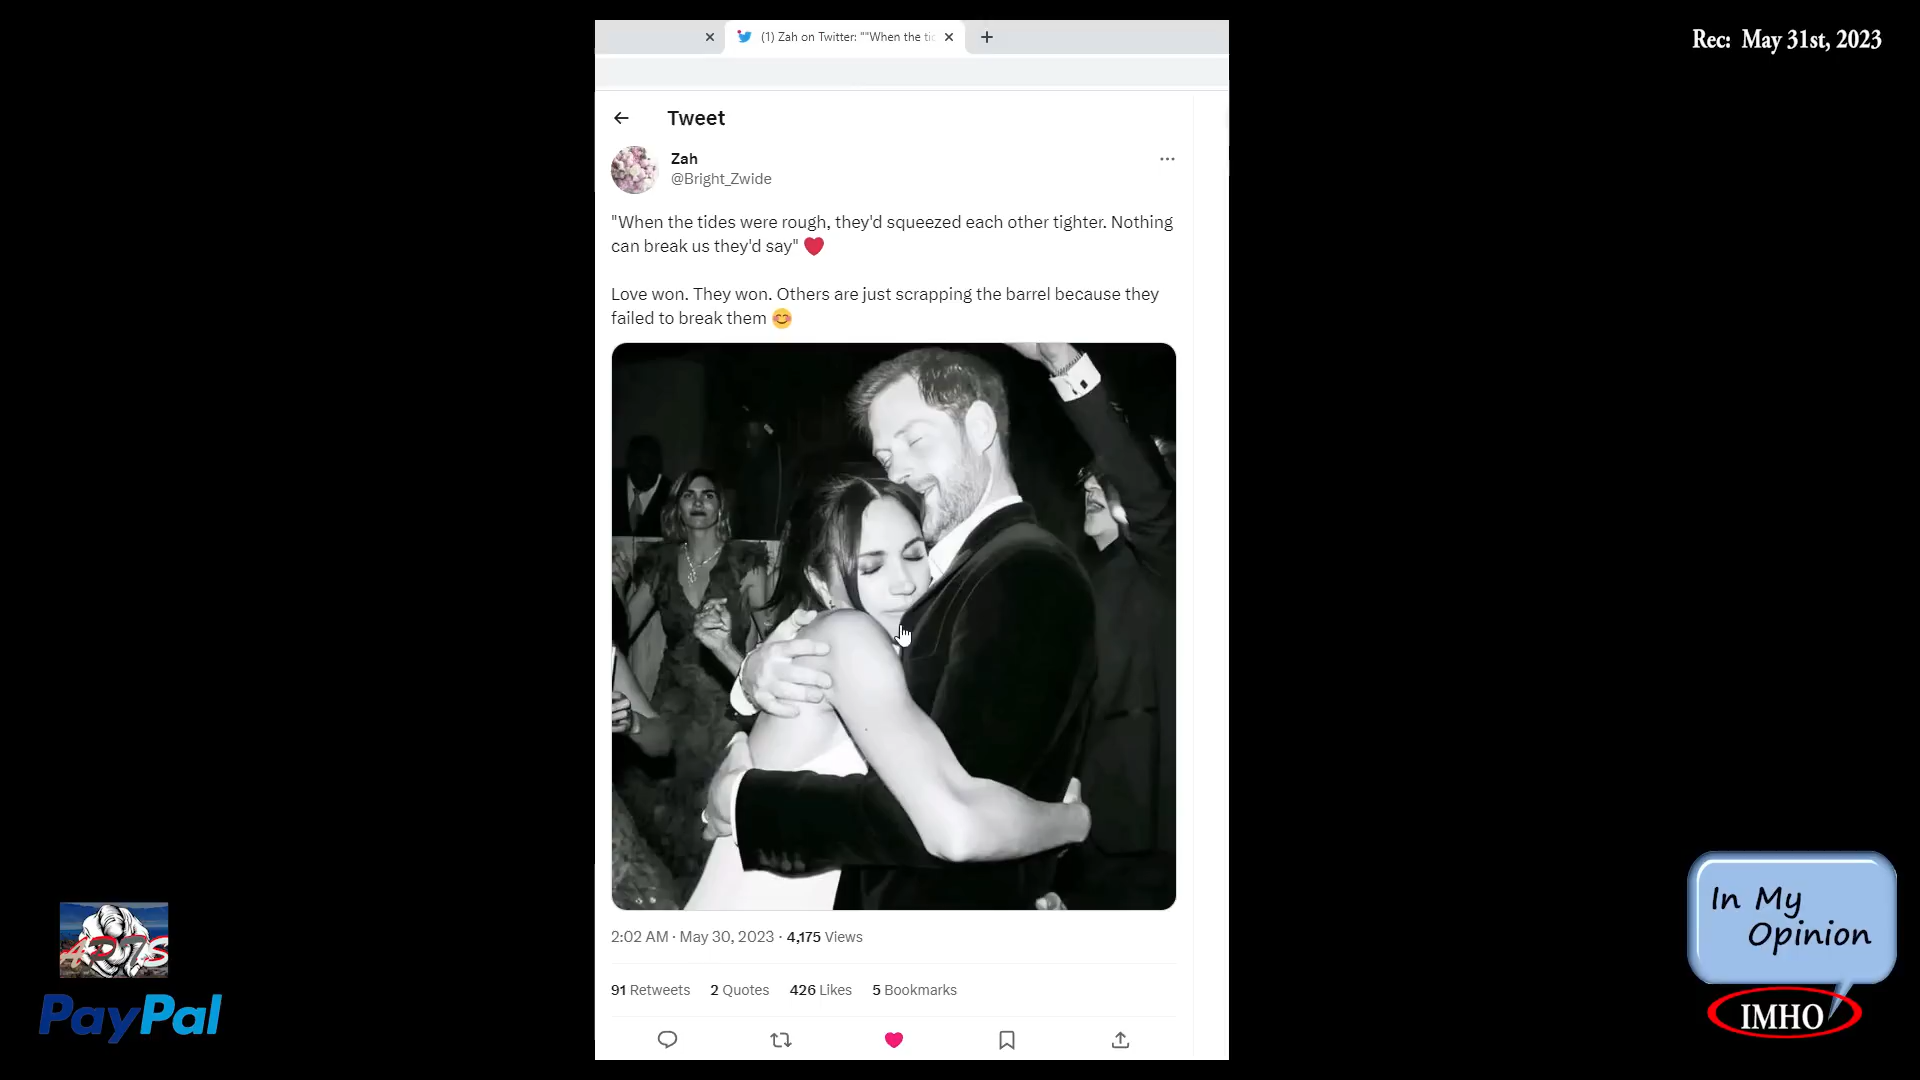 Rec: May 31st, 2023
(1) Zah on Twitter: ""When the tic
Tweet
Zah
@Bright_Zwide
"When the tides were rough, they'd squeezed each other tighter. Nothing
can break us they'd say" ❤️
Love won. They won. Others are just scrapping the barrel because they
failed to break them 😊
2:02 AM · May 30, 2023 · 4,175 Views
91 Retweets 2 Quotes 426 Likes 5 Bookmarks
PayPal
In My
Opinion
IMHO